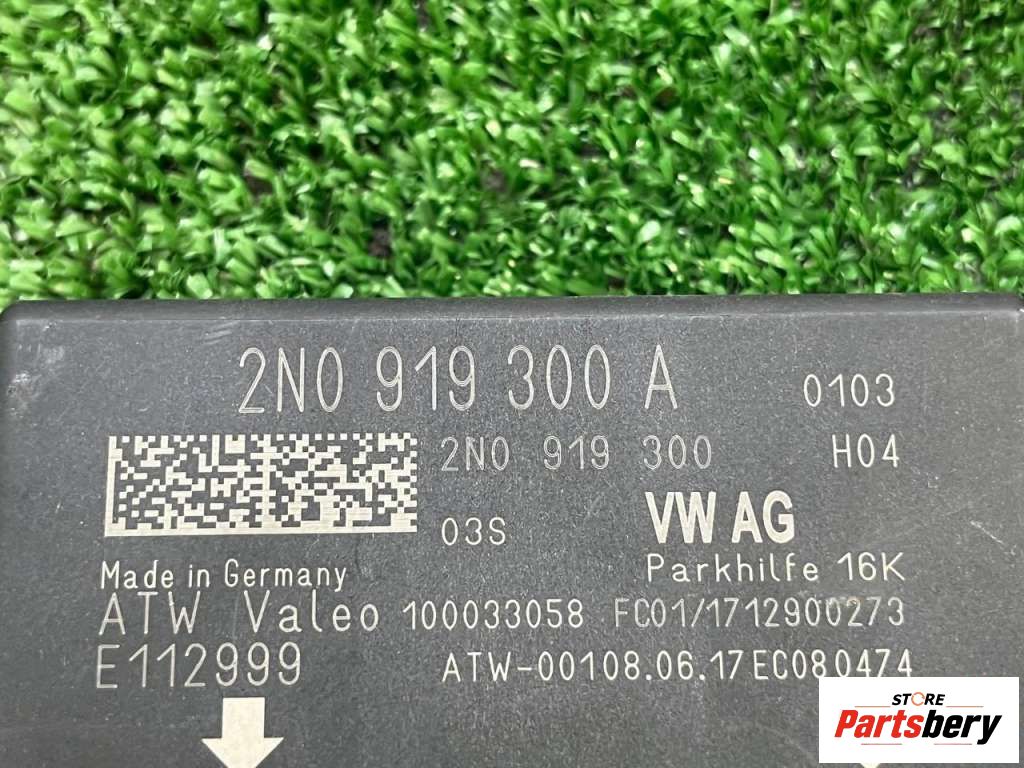 2N0 919 300 A 0103
2N0 919 300 H04
03S VW AG
Parkhilfe 16K
Made in Germany
ATW Valeo 100033058 FC01/1712900273
E112999 ATW-00108.06.17EC080474
STORE
Partsbery